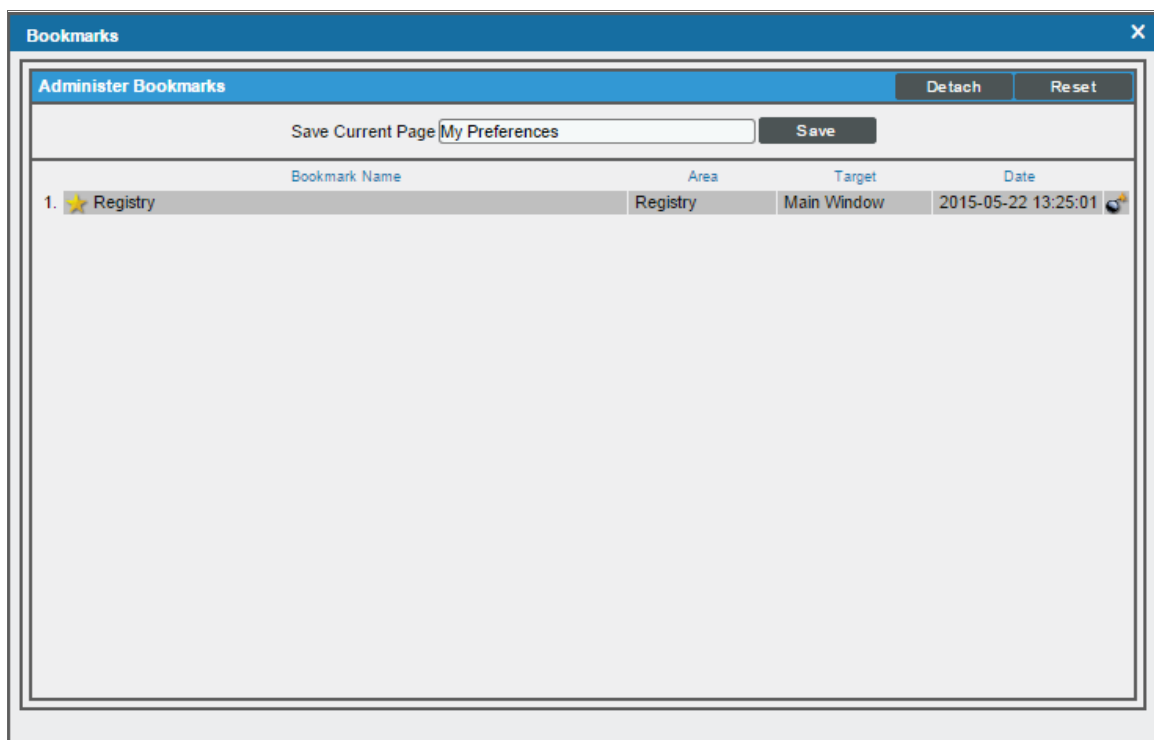 Bookmarks
Administer Bookmarks Detach Reset
Save Current Page My Preferences Save
Bookmark Name Area Target Date
1. Registry Registry Main Window 2015-05-22 13:25:01